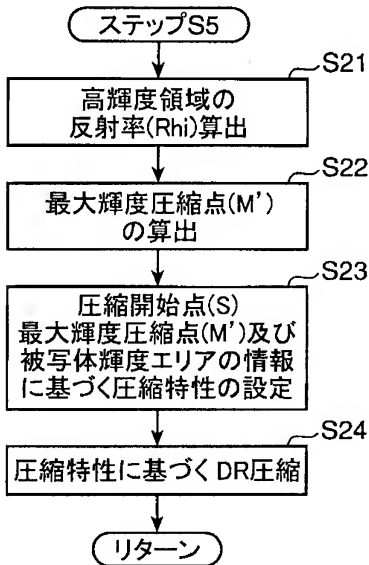 ステップS5
S21
高輝度領域の
反射率(Rhi)算出
S22
最大輝度圧縮点(M’)
の算出
S23
圧縮開始点(S)
最大輝度圧縮点(M’)及び
被写体輝度エリアの情報
に基づく圧縮特性の設定
S24
圧縮特性に基づくDR圧縮
リターン